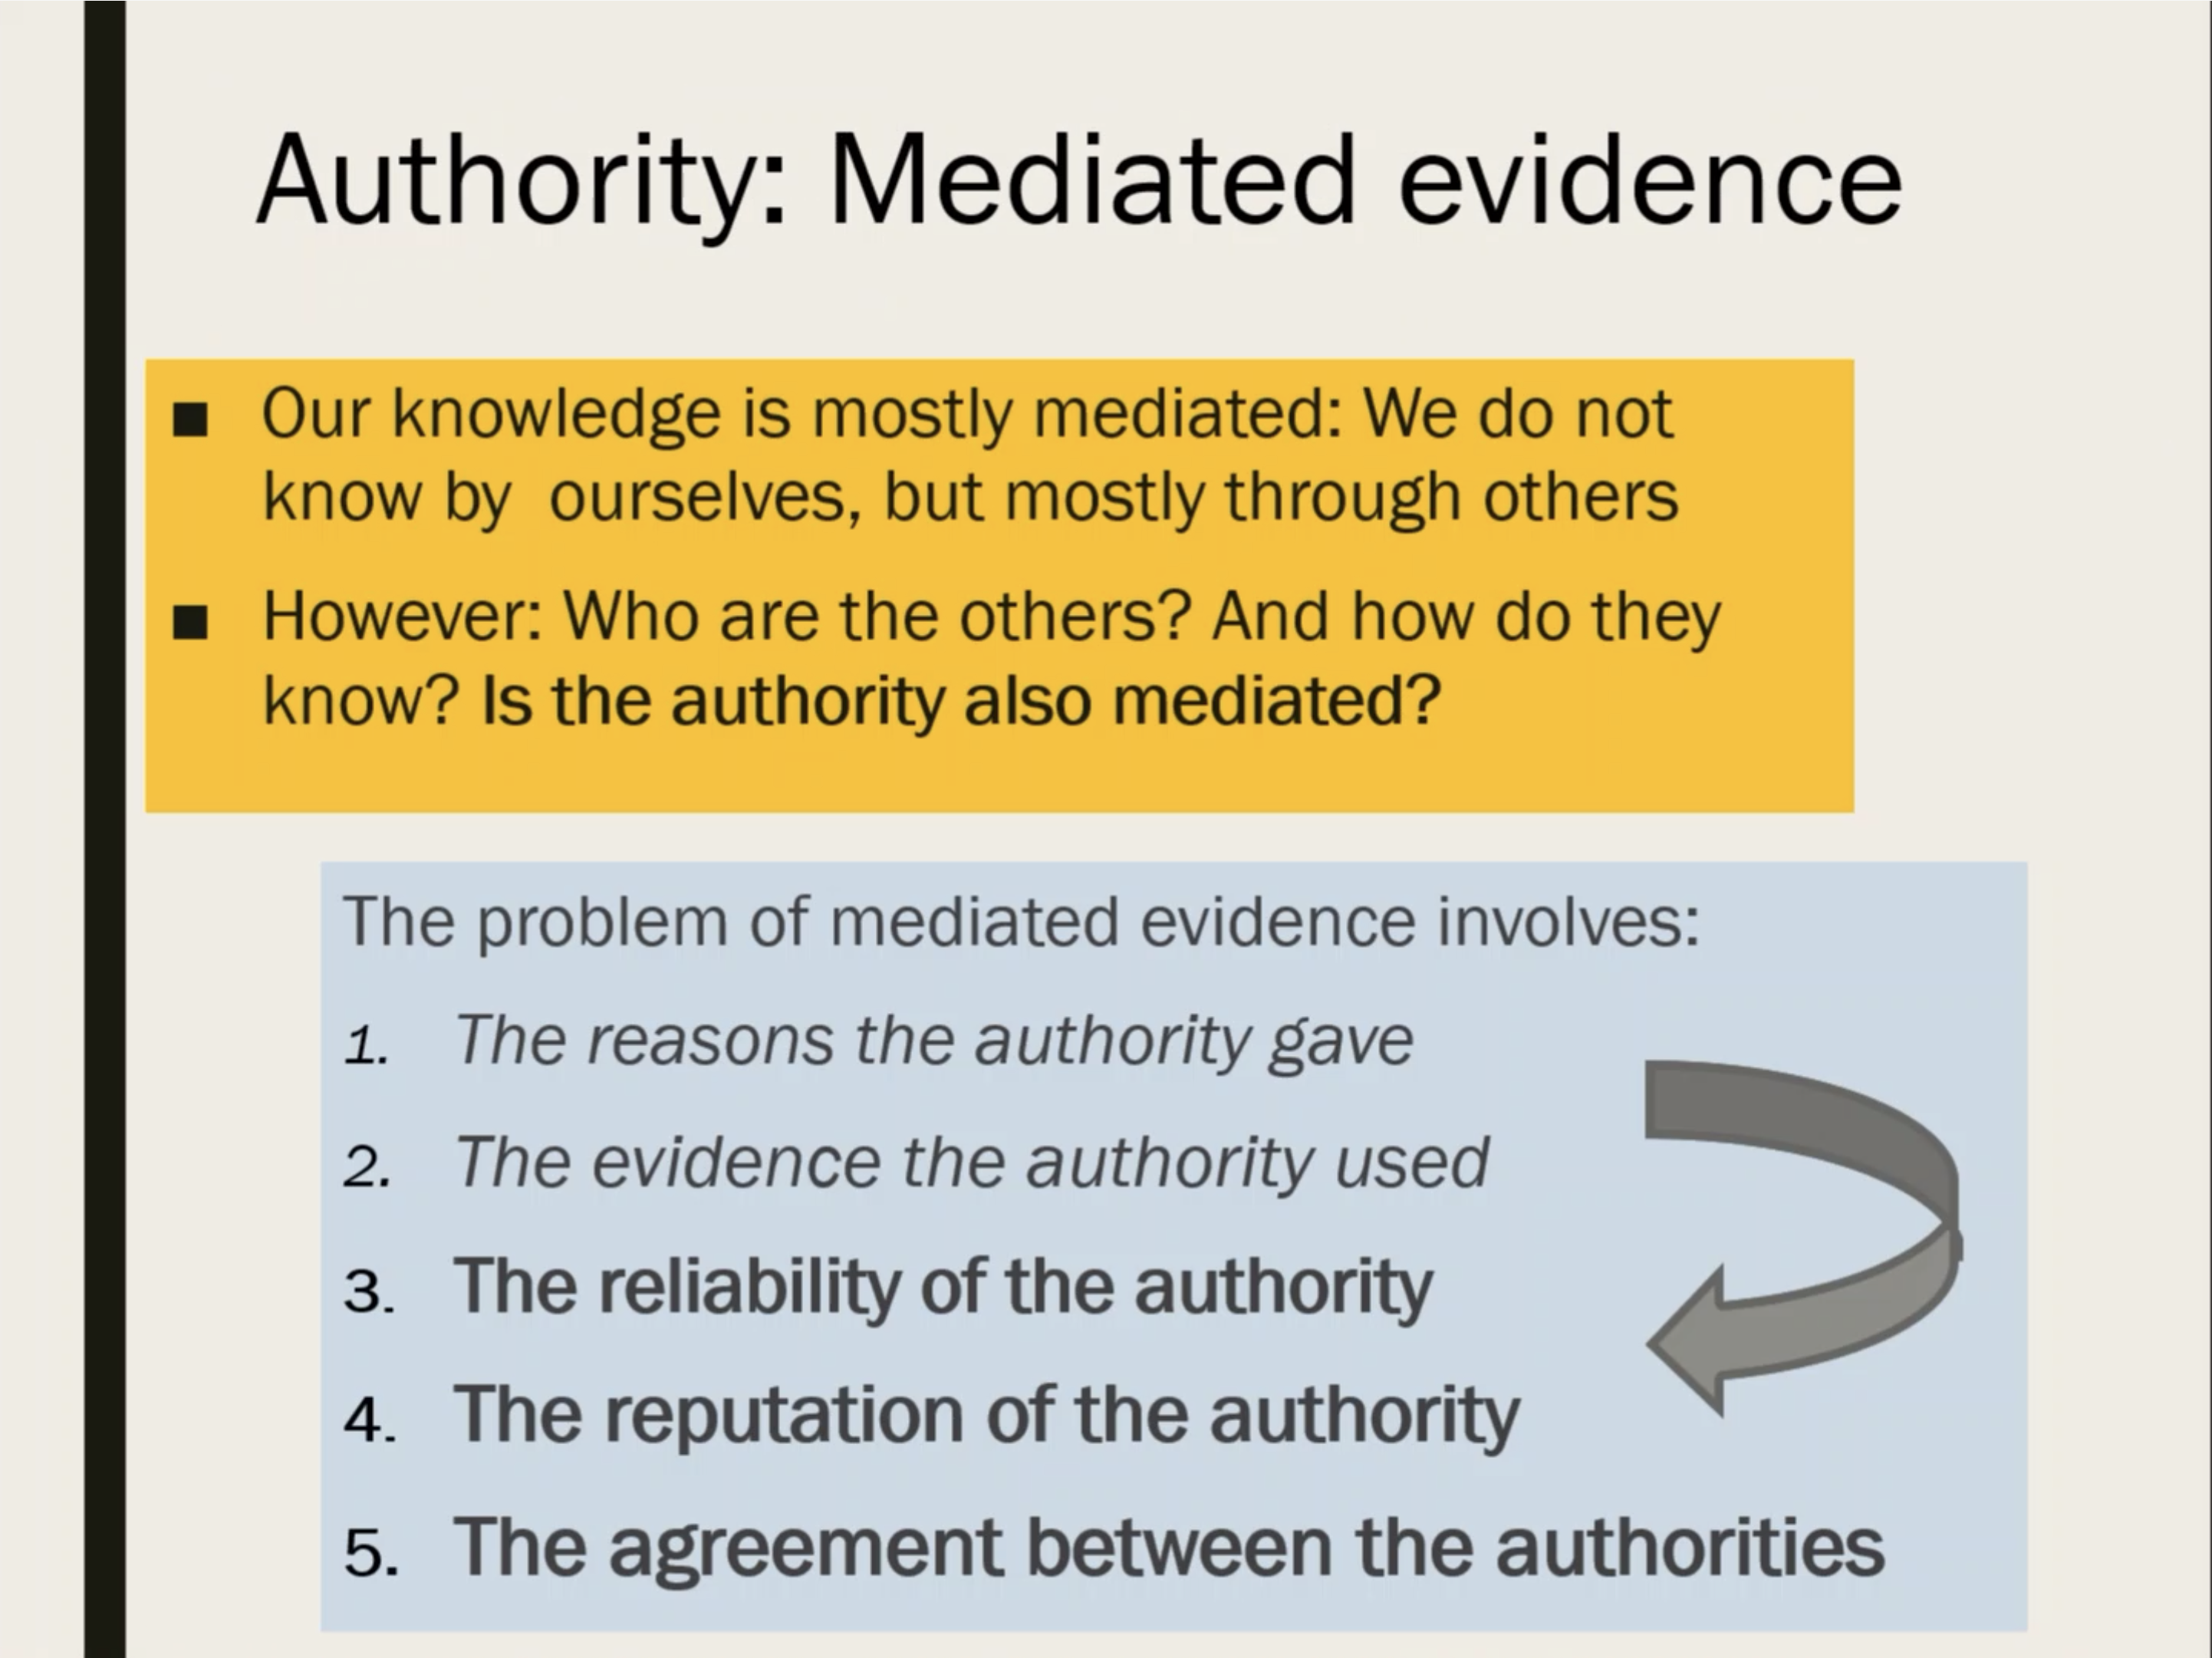 Authority: Mediated evidence
■ Our knowledge is mostly mediated: We do not
know by  ourselves, but mostly through others
■ However: Who are the others? And how do they
know? Is the authority also mediated?
The problem of mediated evidence involves:
1. The reasons the authority gave
2. The evidence the authority used
3. The reliability of the authority
4. The reputation of the authority
5. The agreement between the authorities